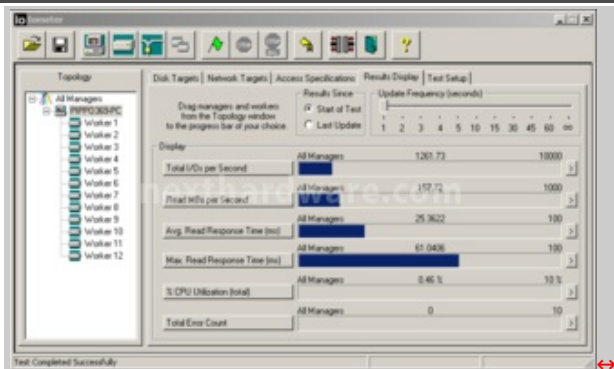 Iometer
Topology
All Managers
Worker 1
Worker 2
Worker 3
Worker 4
Worker 5
Worker 6
Worker 7
Worker 8
Worker 9
Worker 10
Worker 11
Worker 12
Disk Targets Network Targets Access Specifications Results Display Test Setup
Drag managers and workers
from the Topology window
to the progress bar of your choice.
Results Since
Start of Test
Last Update
Update Frequency (seconds)
1 2 3 4 5 10 15 30 45 60 ∞
Display
Total I/Os per Second
All Managers 1261.73 10000
Read MBs per Second
All Managers 157.72 1000
Avg. Read Response Time (ms)
All Managers 25.3622 100
Max. Read Response Time (ms)
All Managers 61.0406 100
% CPU Utilization (total)
All Managers 0.46 % 10 %
Total Error Count
All Managers 0 10
nexthardware.com
Test Completed Successfully